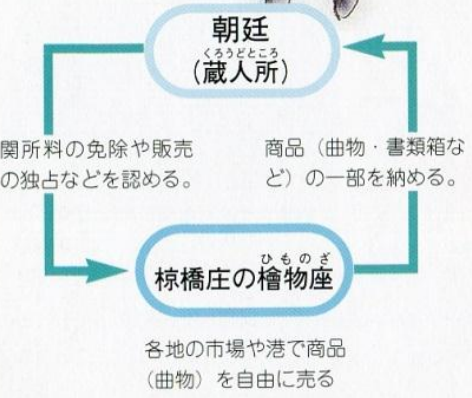 朝廷
くろうどところ
（蔵人所）
関所料の免除や販売
の独占などを認める。
商品（曲物・書類箱な
ど）の一部を納める。
ひものざ
椋橋庄の檜物座
各地の市場や港で商品
（曲物）を自由に売る